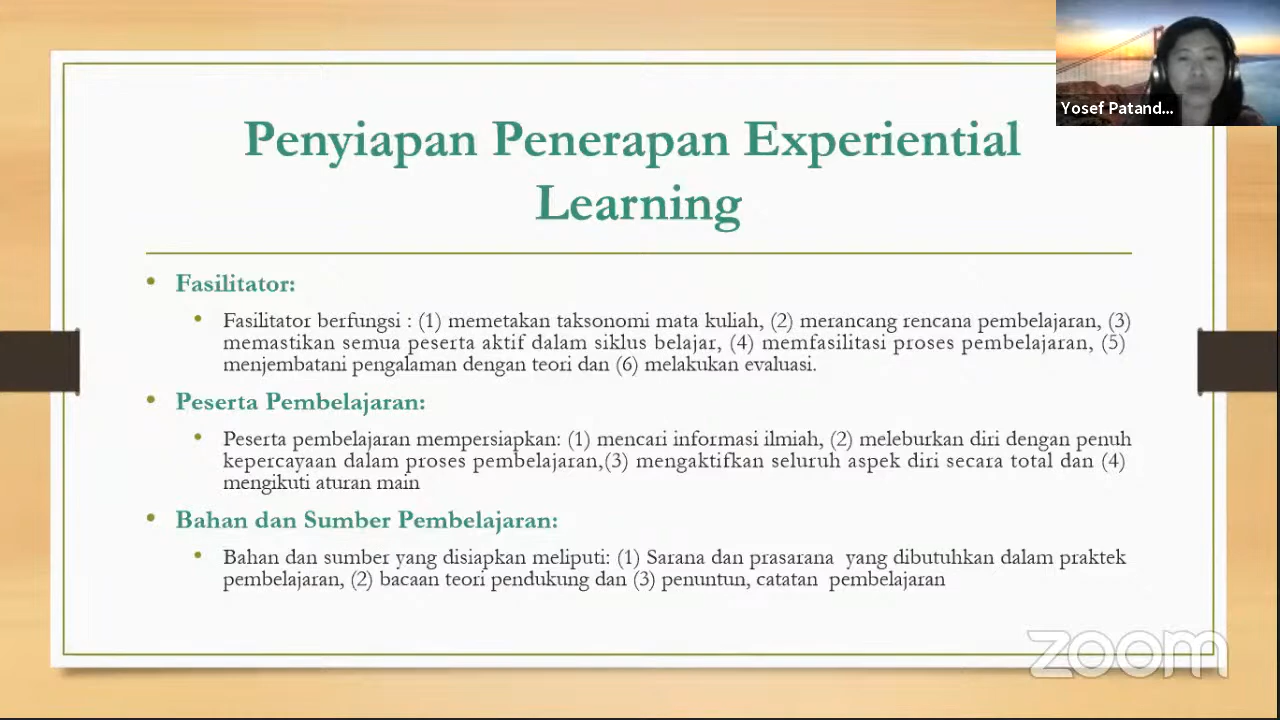 Yosef Patand...
Penyiapan Penerapan Experiential
Learning
• Fasilitator:
• Fasilitator berfungsi : (1) memetakan taksonomi mata kuliah, (2) merancang rencana pembelajaran, (3)
memastikan semua peserta aktif dalam siklus belajar, (4) memfasilitasi proses pembelajaran, (5)
menjembatani pengalaman dengan teori dan (6) melakukan evaluasi.
• Peserta Pembelajaran:
• Peserta pembelajaran mempersiapkan: (1) mencari informasi ilmiah, (2) meleburkan diri dengan penuh
kepercayaan dalam proses pembelajaran,(3) mengaktifkan seluruh aspek diri secara total dan (4)
mengikuti aturan main
• Bahan dan Sumber Pembelajaran:
• Bahan dan sumber yang disiapkan meliputi: (1) Sarana dan prasarana yang dibutuhkan dalam praktek
pembelajaran, (2) bacaan teori pendukung dan (3) penuntun, catatan pembelajaran
zoom